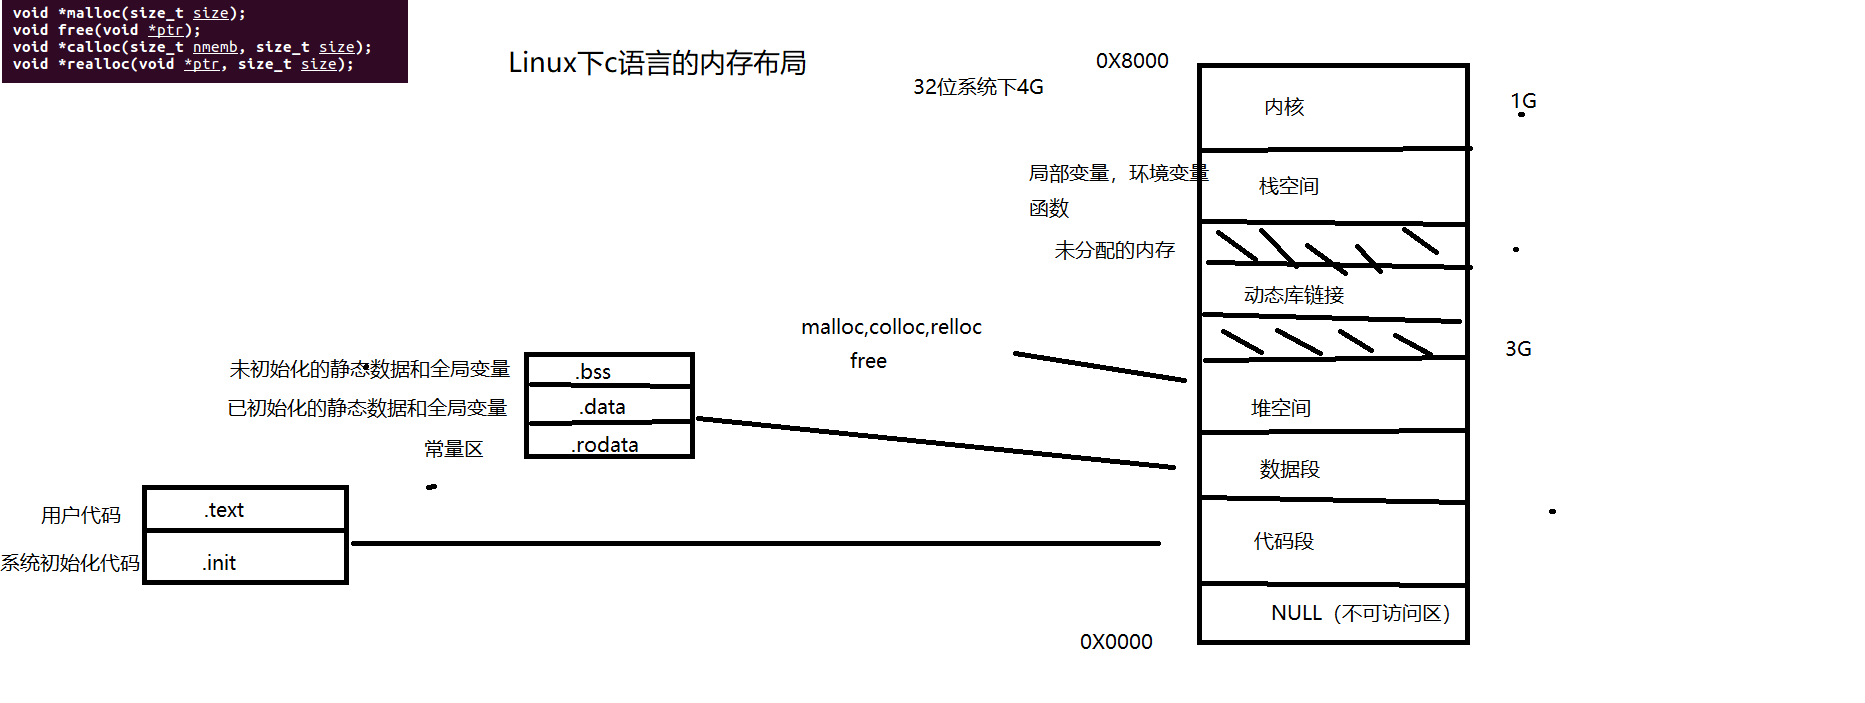 void *malloc(size_t size);
void free(void *ptr);
void *calloc(size_t nmemb, size_t size);
void *realloc(void *ptr, size_t size);
Linux下c语言的内存布局
32位系统下4G
0X8000
内核
1G
局部变量，环境变量
函数
栈空间
未分配的内存
动态库链接
malloc,colloc,relloc
free
3G
堆空间
未初始化的静态数据和全局变量
.bss
已初始化的静态数据和全局变量
.data
常量区
.rodata
数据段
用户代码
.text
系统初始化代码
.init
代码段
NULL（不可访问区）
0X0000